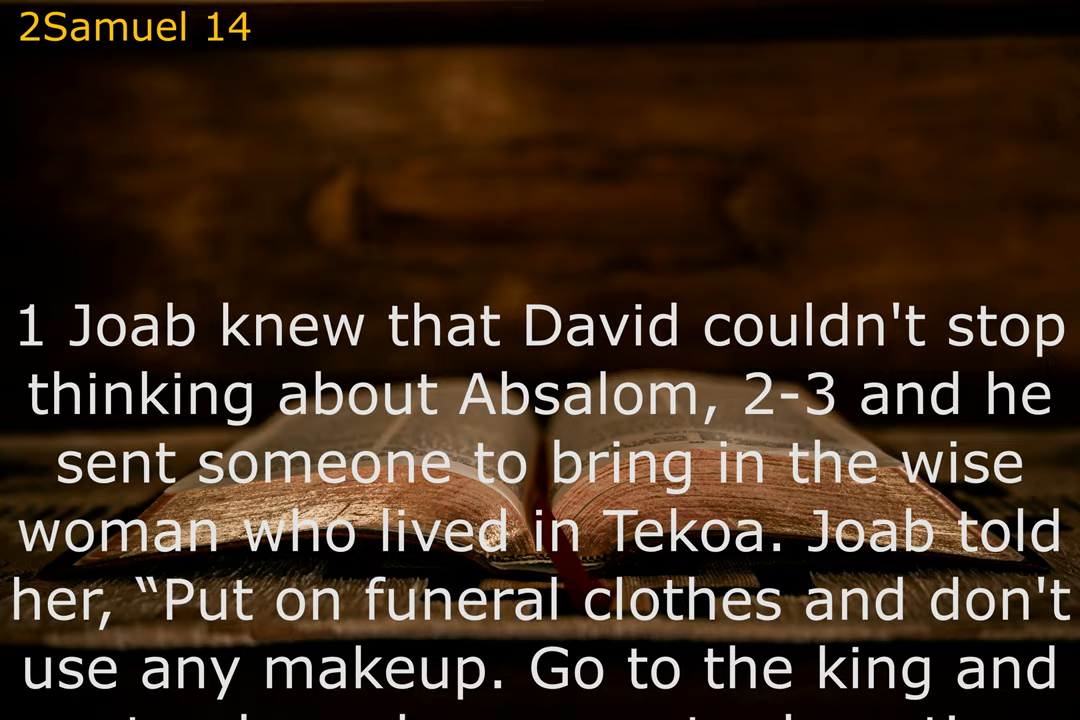 2Samuel 14
1 Joab knew that David couldn't stop
thinking about Absalom, 2-3 and he
sent someone to bring in the wise
woman who lived in Tekoa. Joab told
her, “Put on funeral clothes and don't
use any makeup. Go to the king and